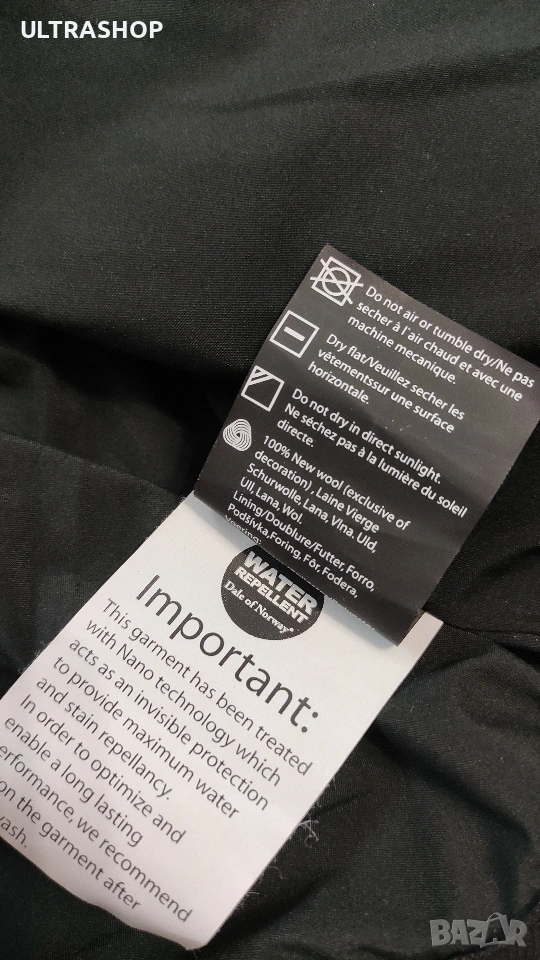 ULTRASHOP
Do not air or tumble dry/Ne pas
secher à l'air chaud et avec une
machine mecanique.
Dry flat/Veuillez secher les
vêtementssur une surface
horizontale.
Do not dry in direct sunlight.
Ne séchez pas à la lumière du soleil
directe.
100% New wool (exclusive of
decoration) , Laine Vierge
Schurwolle, Lana, Vlna, Uld,
Ull, Lana, Wol.
Lining/Doublure/Futter, Forro,
Podšívka,Foring, Fôr, Fodera,
WATER
REPELLENT
Dale of Norway®
Important:
This garment has been treated
with Nano technology which
acts as an invisible protection
to provide maximum water
and stain repellancy.
In order to optimize and
enable a long lasting
erformance, we recommend
on the garment after
vash.
BAZAR